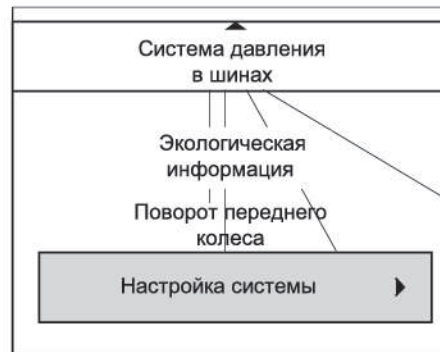 Система давления
в шинах
Экологическая
информация
Поворот переднего
колеса
Настройка системы